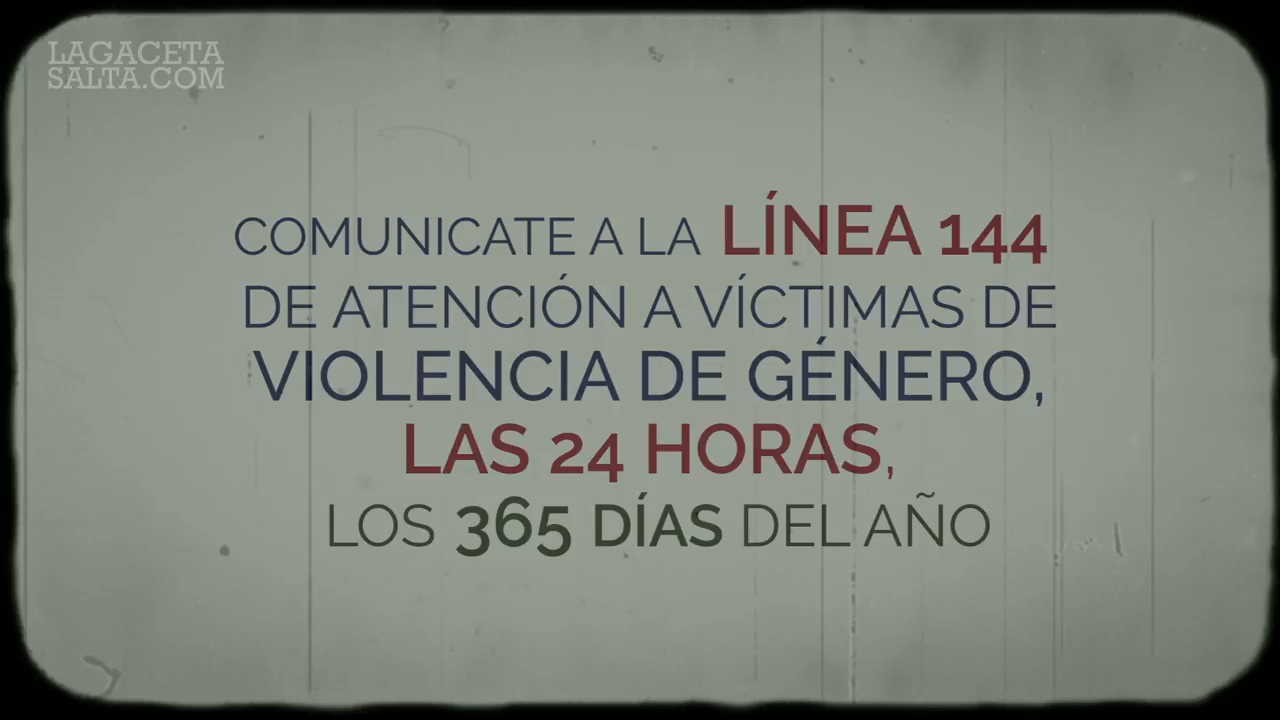 LAGACETA
SALTA.COM
COMUNICATE A LA LÍNEA 144
DE ATENCIÓN A VÍCTIMAS DE
VIOLENCIA DE GÉNERO,
LAS 24 HORAS,
LOS 365 DÍAS DEL AÑO